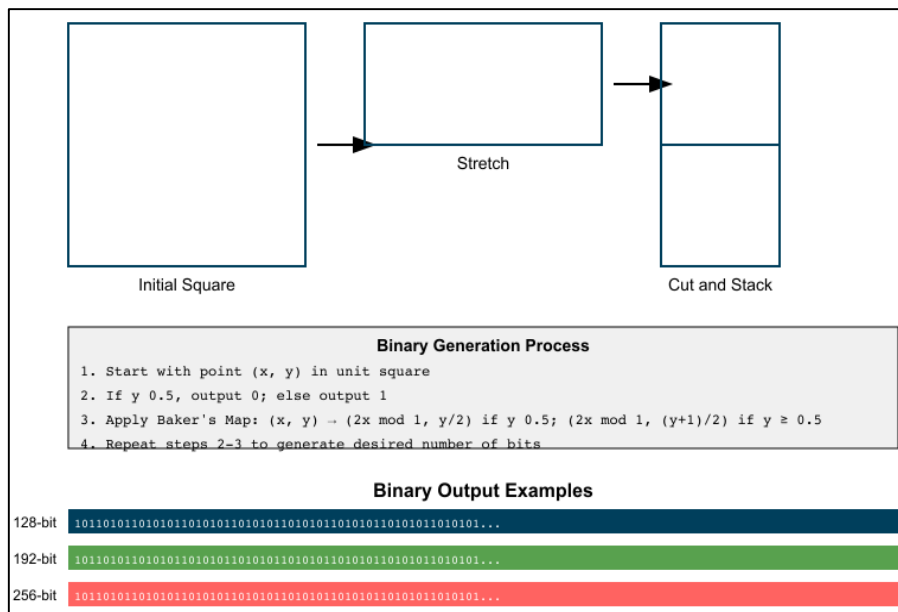 Stretch
Initial Square
Cut and Stack
Binary Generation Process
1. Start with point (x, y) in unit square
2. If y 0.5, output 0; else output 1
3. Apply Baker's Map: (x, y) → (2x mod 1, y/2) if y 0.5; (2x mod 1, (y+1)/2) if y ≥ 0.5
4. Repeat steps 2-3 to generate desired number of bits
Binary Output Examples
128-bit 1011010110101011010101101010110101011010101101010110101...
192-bit 1011010110101011010101101010110101011010101101010110101...
256-bit 1011010110101011010101101010110101011010101101010110101...